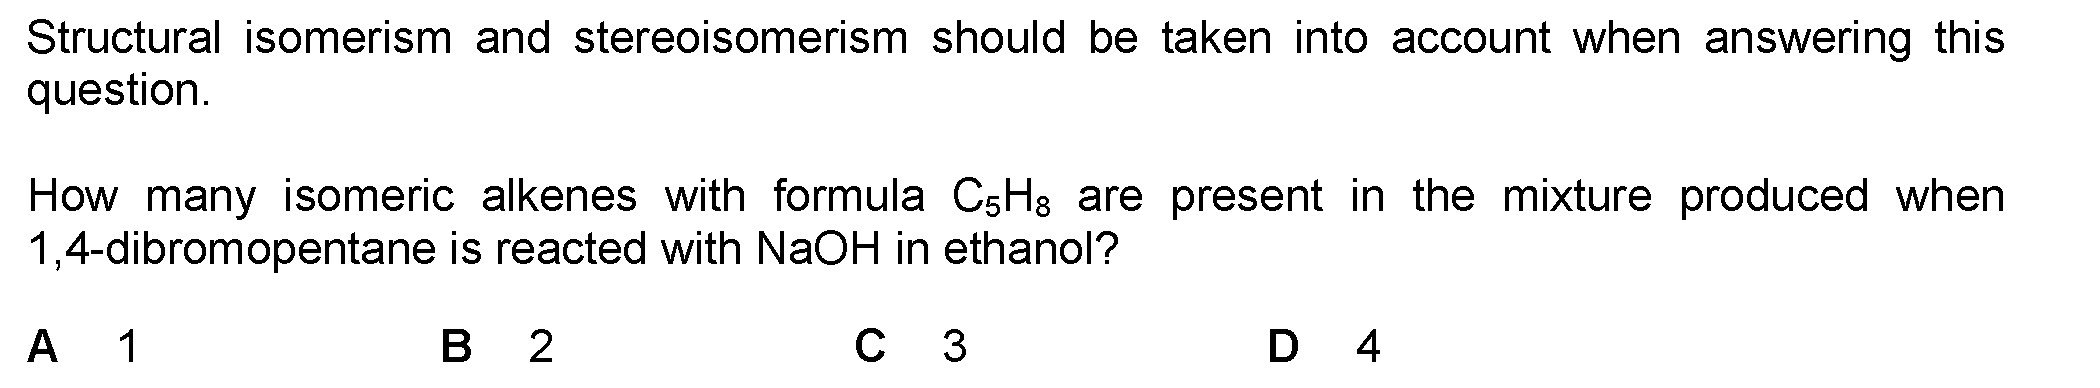 Structural isomerism and stereoisomerism should be taken into account when answering this
question.
How many isomeric alkenes with formula C₅H₈ are present in the mixture produced when
1,4-dibromopentane is reacted with NaOH in ethanol?
A 1 B 2 C 3 D 4